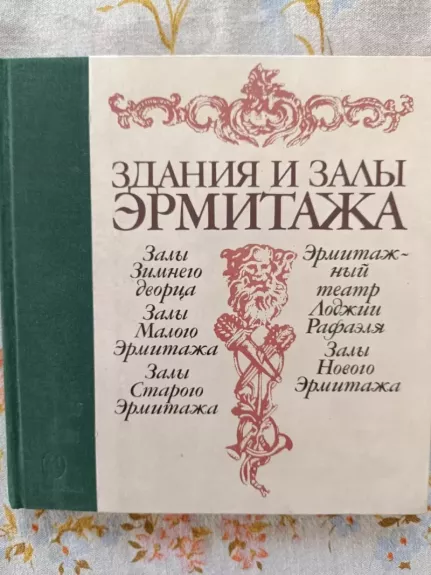 ЗДАНИЯ И ЗАЛЫ
ЭРМИТАЖА
Залы
Зимнего
дворца
Залы
Малого
Эрмитажа
Залы
Старого
Эрмитажа
Эрмитаж-
ный
театр
Лоджии
Рафаэля
Залы
Нового
Эрмитажа